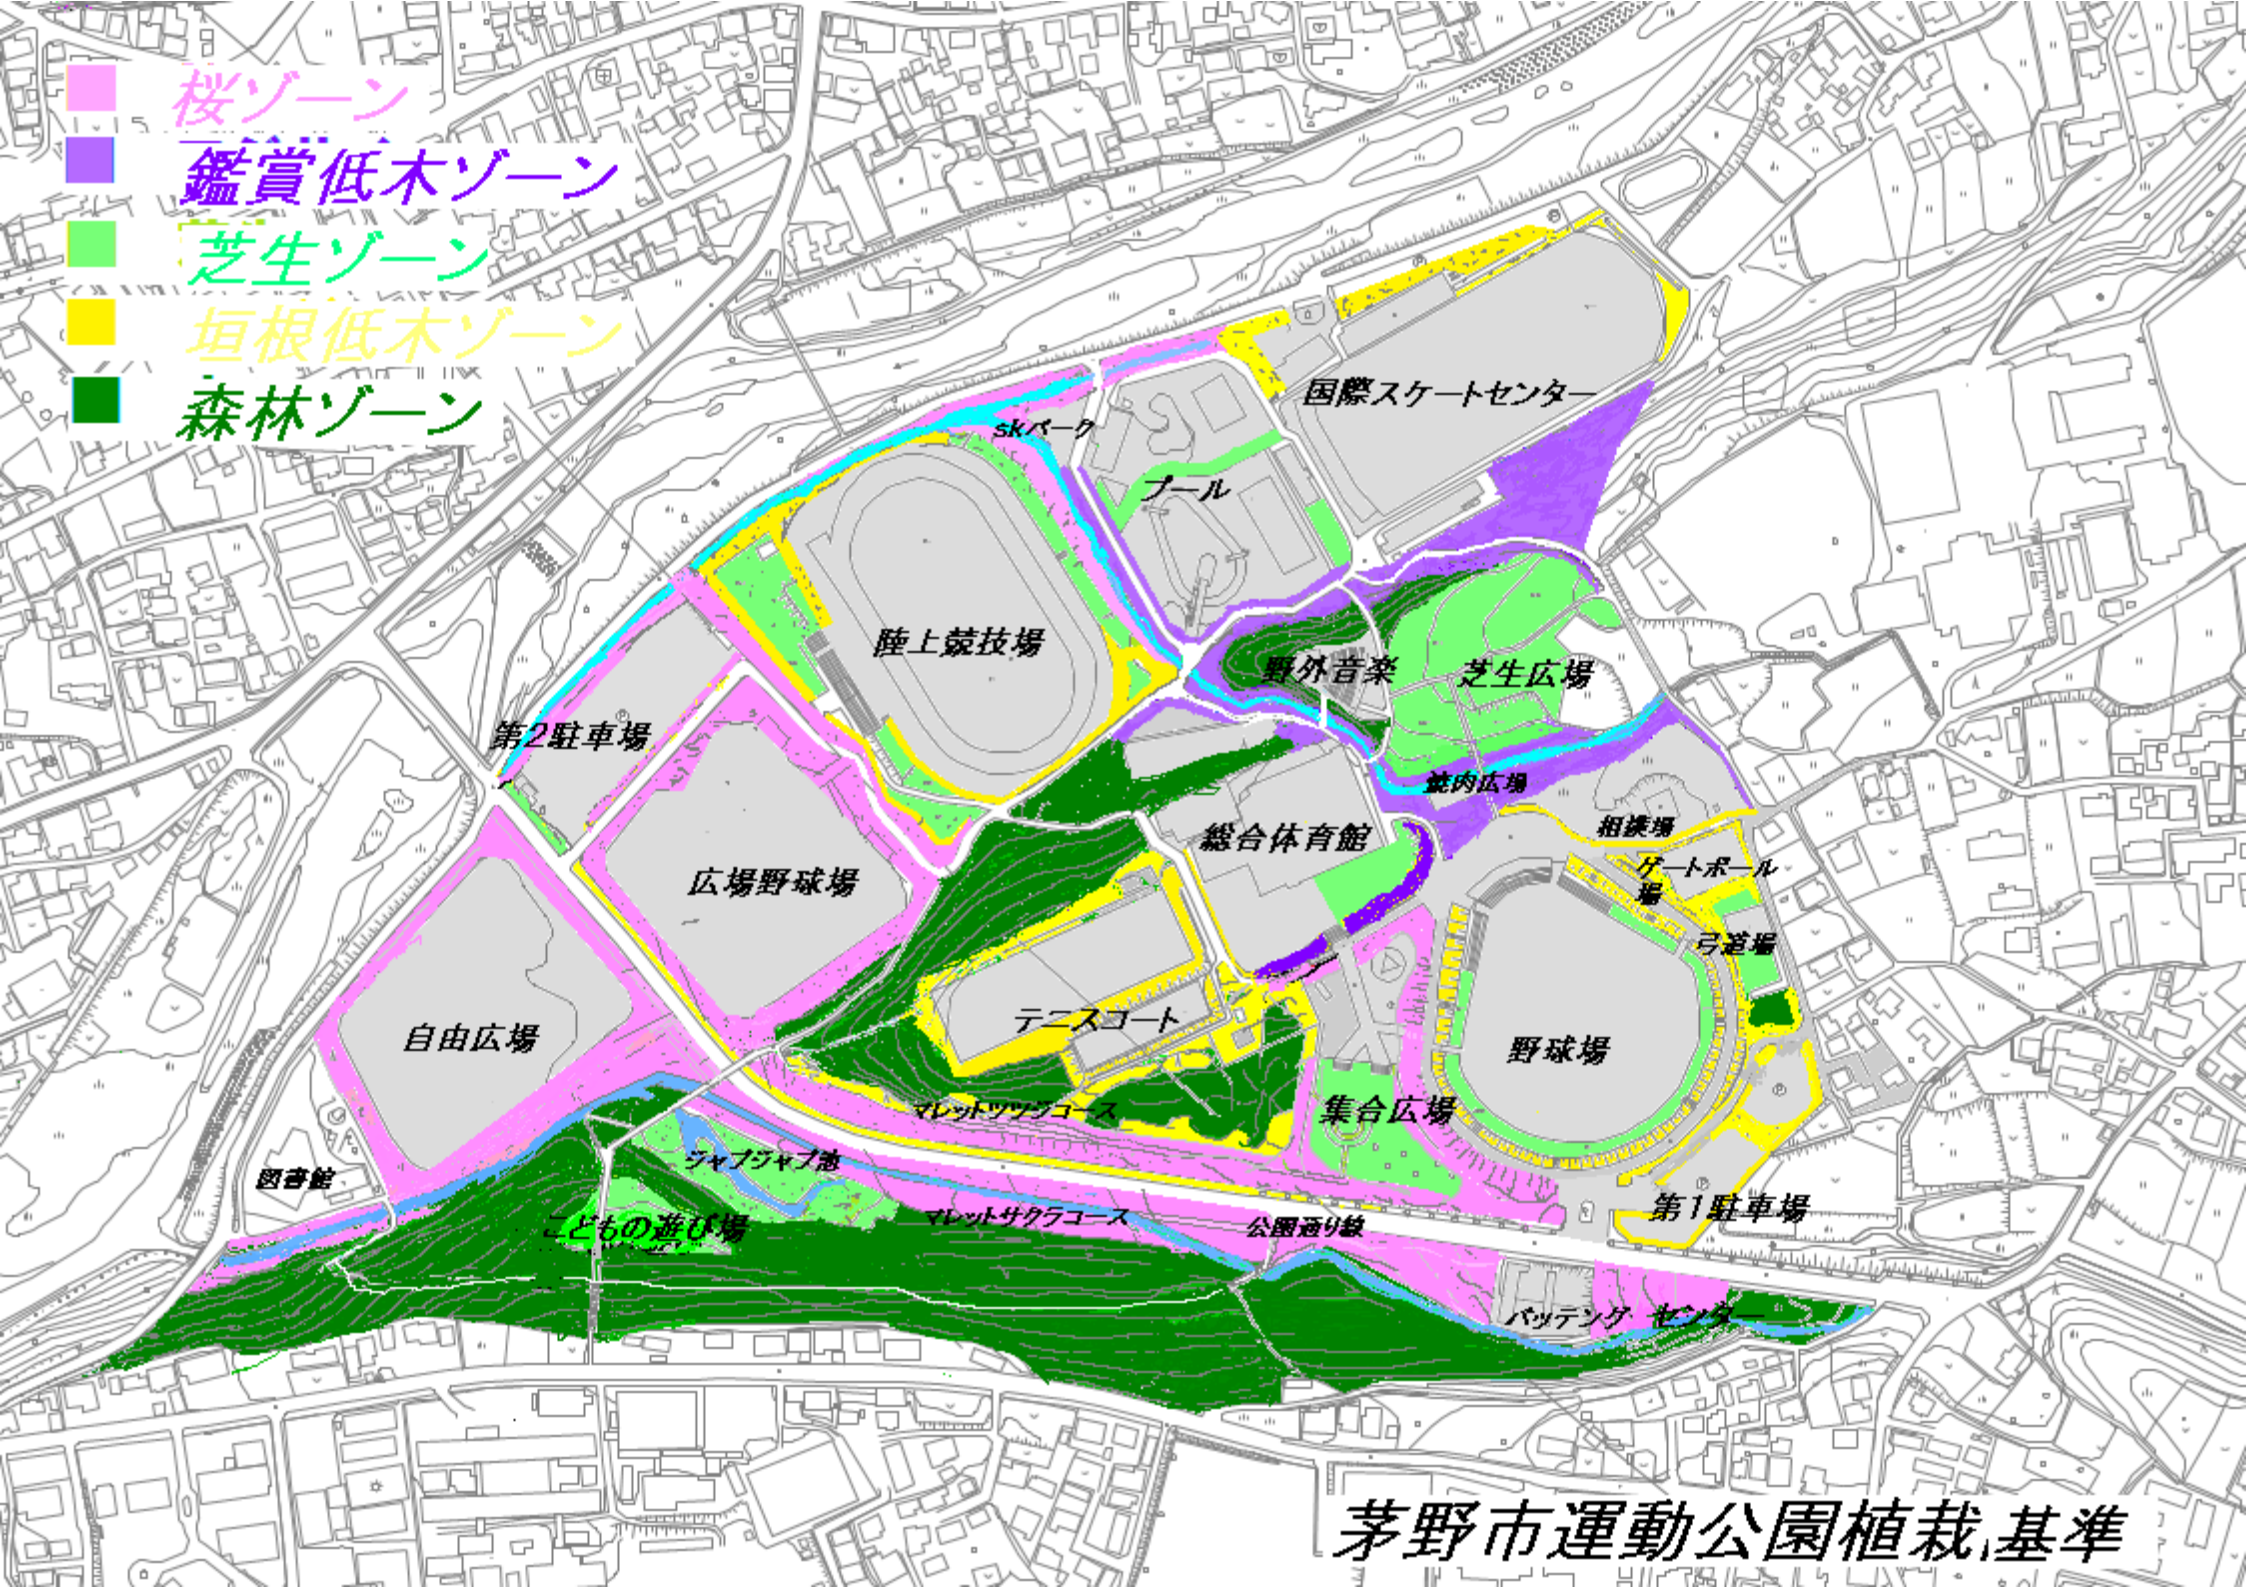 桜ゾーン
鑑賞低木ゾーン
芝生ゾーン
垣根低木ゾーン
森林ゾーン
国際スケートセンター
skパーク
プール
陸上競技場
野外音楽
芝生広場
第2駐車場
焼肉広場
相撲場
総合体育館
ゲートボール
場
広場野球場
弓道場
テニスコート
自由広場
野球場
マレットツツジコース
集合広場
ジャブジャブ池
図書館
こどもの遊び場
マレットサクラコース
公園通り線
第1駐車場
バッテング センター
茅野市運動公園植栽基準